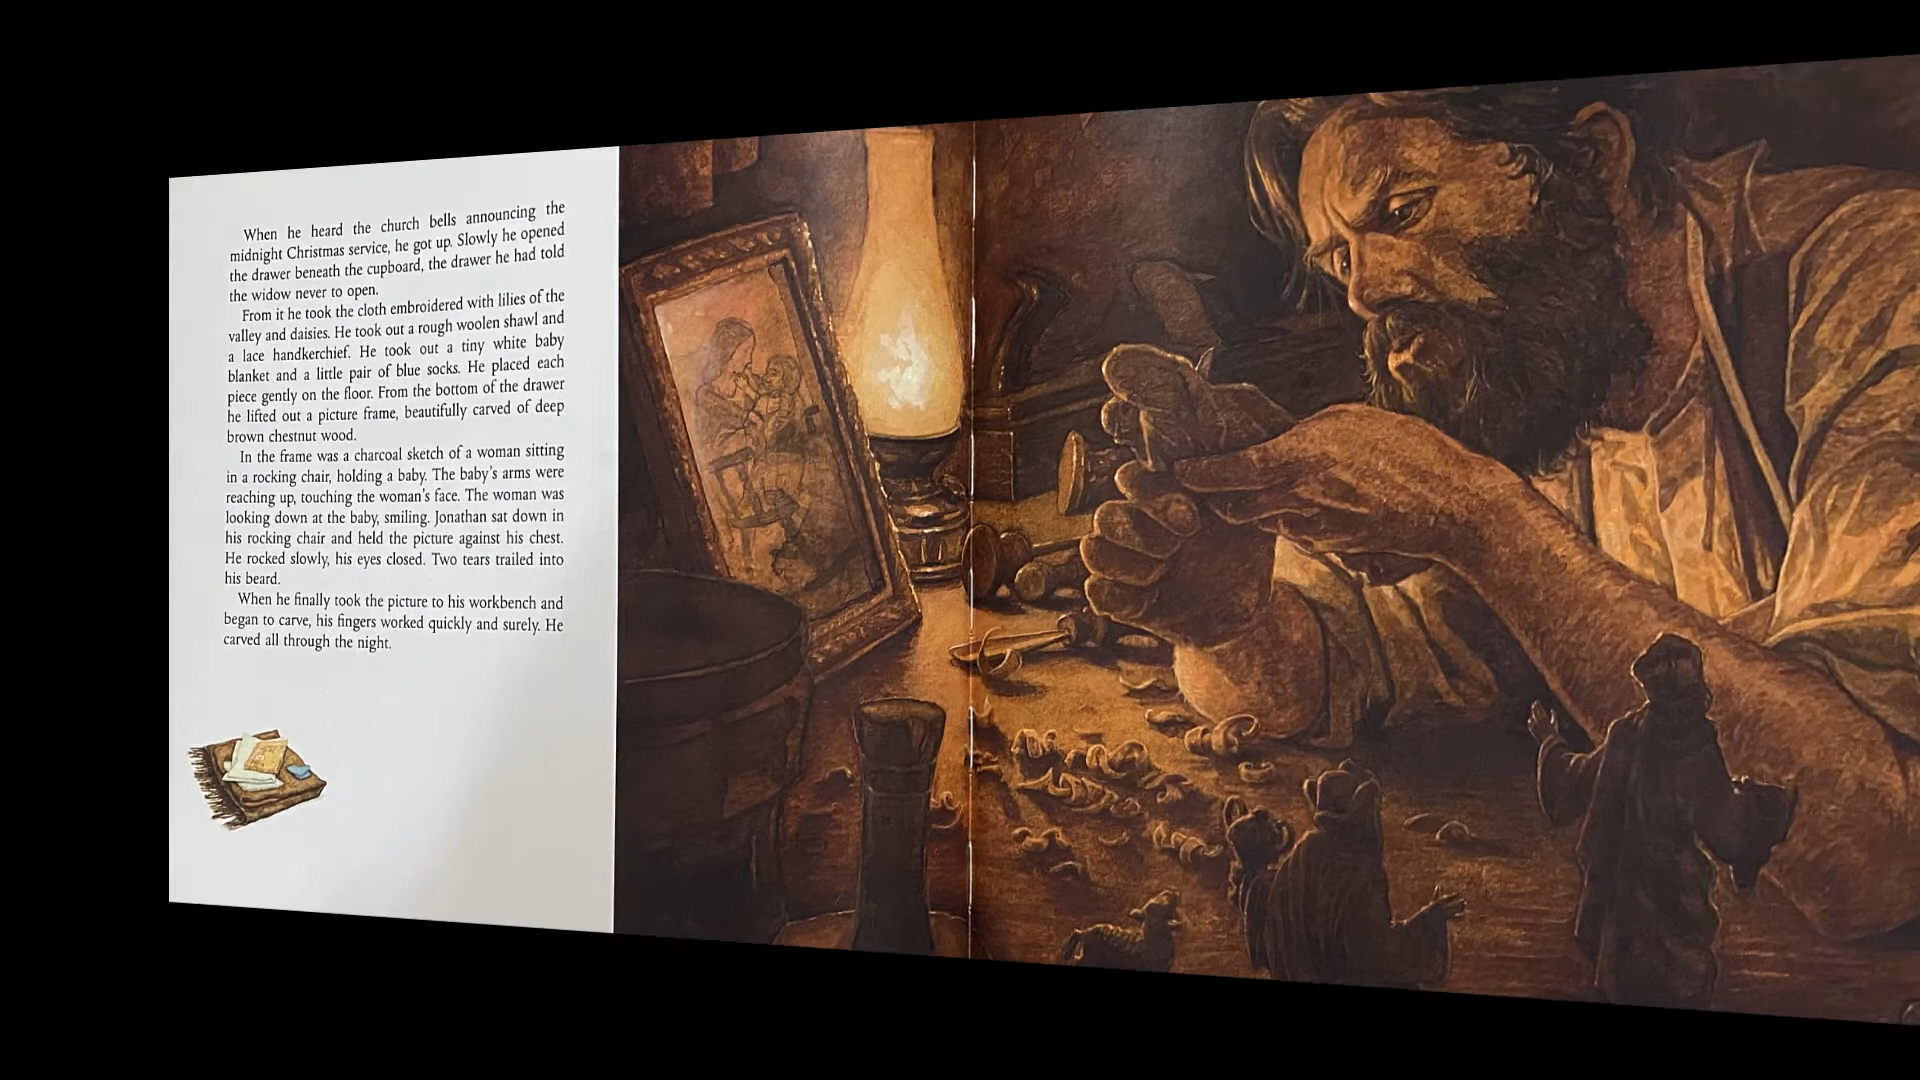 When he heard the church bells announcing the
midnight Christmas service, he got up. Slowly he opened
the drawer beneath the cupboard, the drawer he had told
the widow never to open.
From it he took the cloth embroidered with lilies of the
valley and daisies. He took out a rough woolen shawl and
a lace handkerchief. He took out a tiny white baby
blanket and a little pair of blue socks. He placed each
piece gently on the floor. From the bottom of the drawer
he lifted out a picture frame, beautifully carved of deep
brown chestnut wood.
In the frame was a charcoal sketch of a woman sitting
in a rocking chair, holding a baby. The baby's arms were
reaching up, touching the woman's face. The woman was
looking down at the baby, smiling. Jonathan sat down in
his rocking chair and held the picture against his chest.
He rocked slowly, his eyes closed. Two tears trailed into
his beard.
When he finally took the picture to his workbench and
began to carve, his fingers worked quickly and surely. He
carved all through the night.